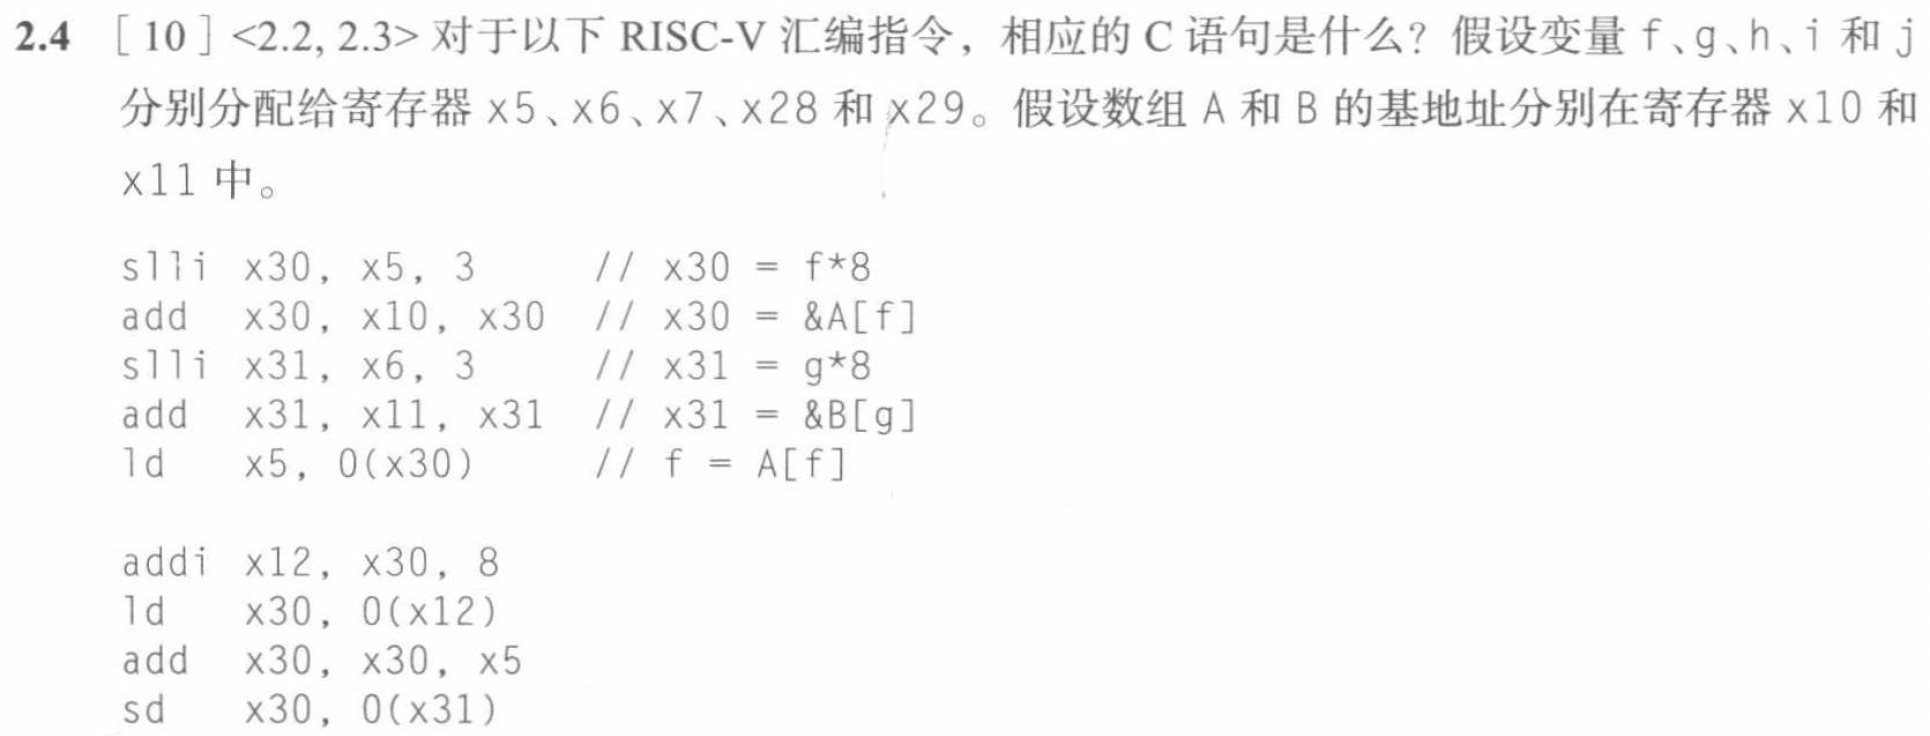 2.4 [10] <2.2, 2.3> 对于以下 RISC-V 汇编指令，相应的 C 语句是什么？假设变量 f、g、h、i 和 j
分别分配给寄存器 x5、x6、x7、x28 和 x29。假设数组 A 和 B 的基地址分别在寄存器 x10 和
x11 中。
slli x30, x5, 3 // x30 = f*8
add x30, x10, x30 // x30 = &A[f]
slli x31, x6, 3 // x31 = g*8
add x31, x11, x31 // x31 = &B[g]
ld x5, 0(x30) // f = A[f]
addi x12, x30, 8
ld x30, 0(x12)
add x30, x30, x5
sd x30, 0(x31)